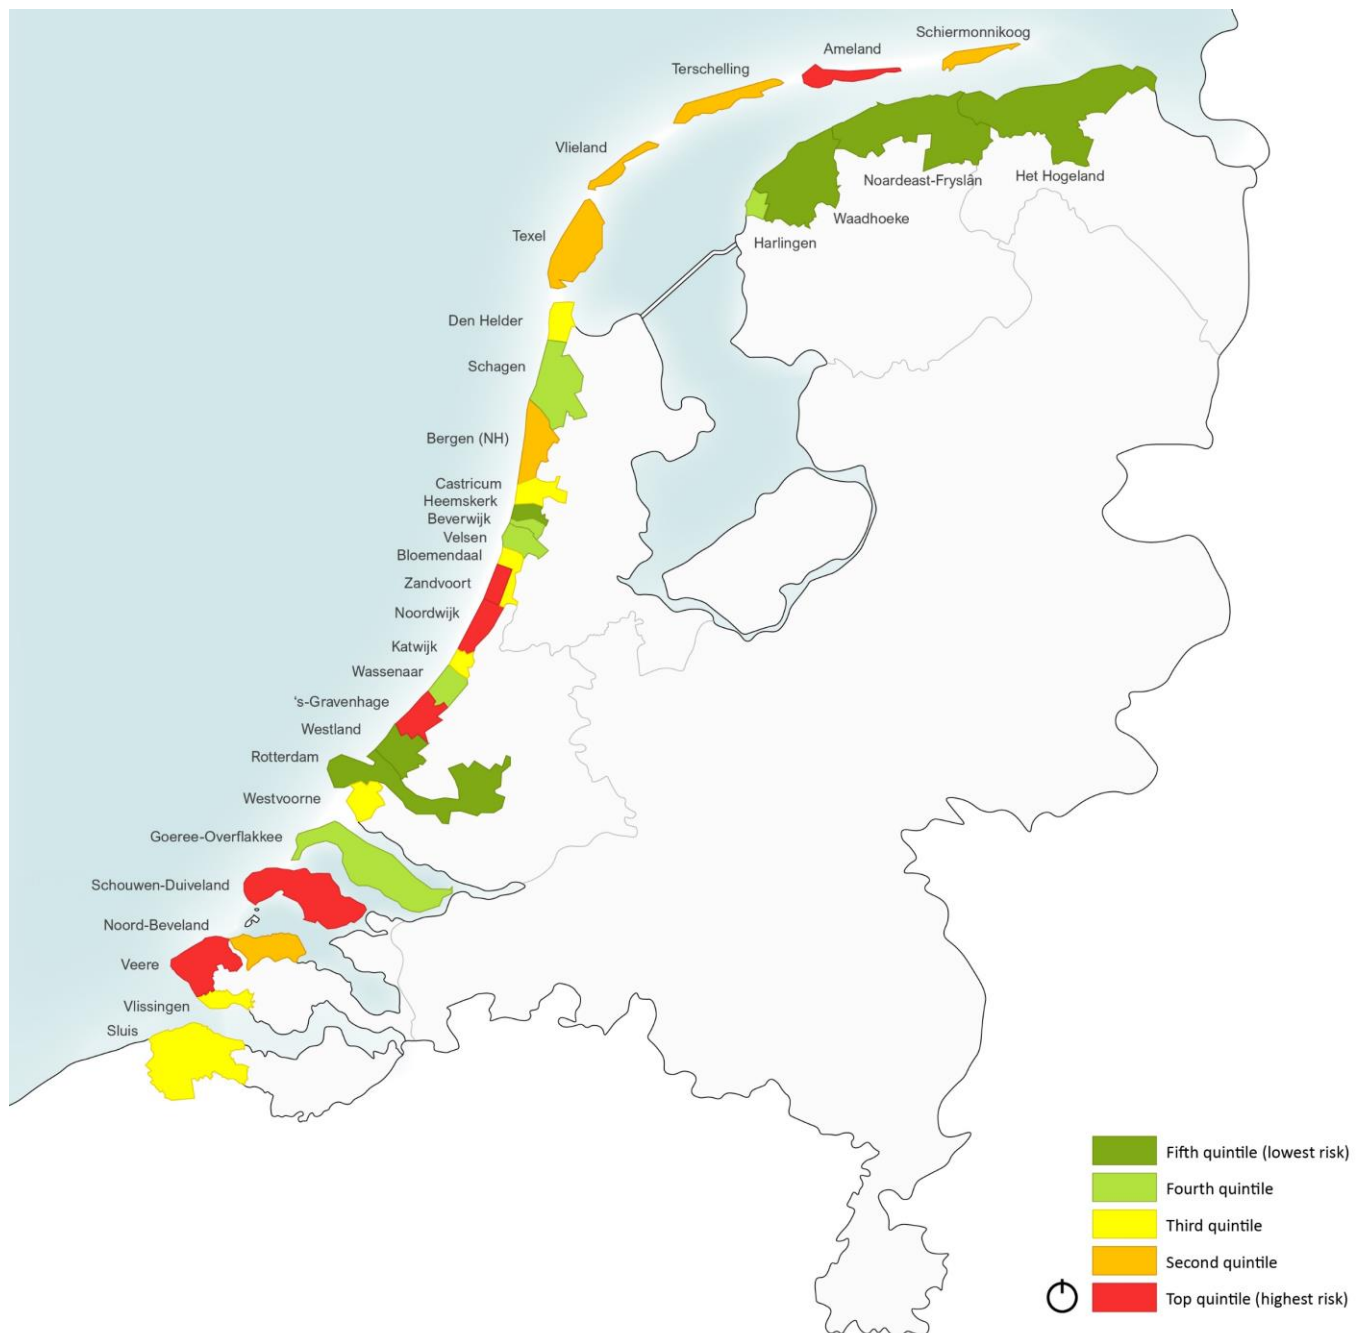 Schiermonnikoog
Ameland
Terschelling
Vlieland
Noardeast-Fryslân
Het Hogeland
Waadhoeke
Harlingen
Texel
Den Helder
Schagen
Bergen (NH)
Castricum
Heemskerk
Beverwijk
Velsen
Bloemendaal
Zandvoort
Noordwijk
Katwijk
Wassenaar
's-Gravenhage
Westland
Rotterdam
Westvoorne
Goeree-Overflakkee
Schouwen-Duiveland
Noord-Beveland
Veere
Vlissingen
Sluis
Fifth quintile (lowest risk)
Fourth quintile
Third quintile
Second quintile
Top quintile (highest risk)